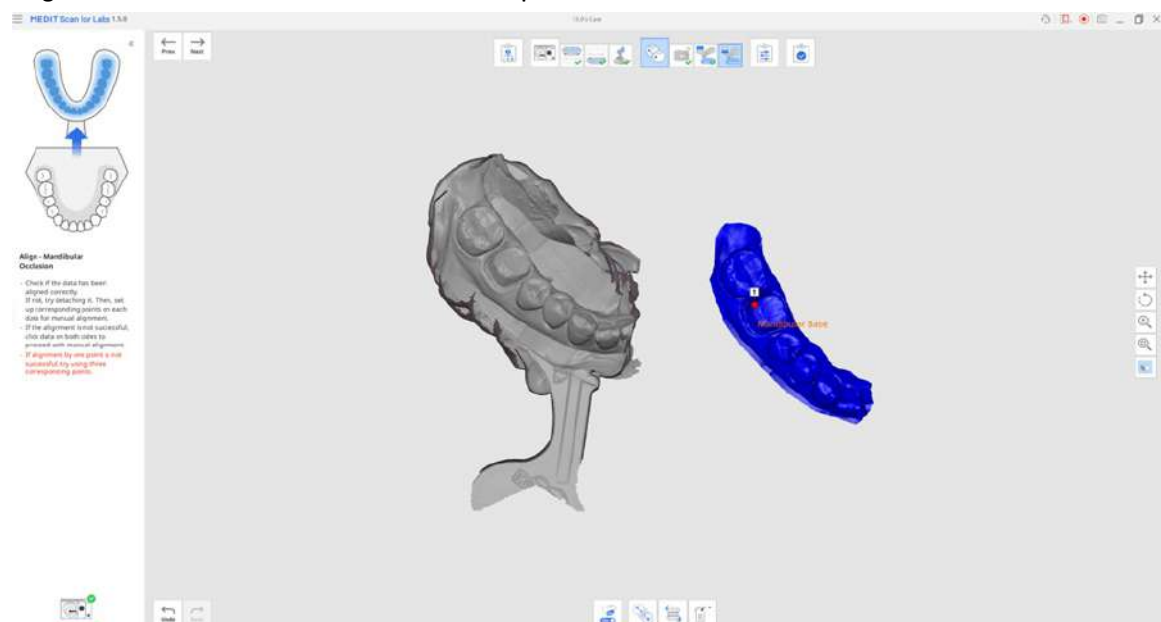 MEDIT Scan for Labs 1.5.0
Prev
Next
Align - Mandibular
Occlusion
- Check if the data has been
aligned correctly.
If not, try detaching it. Then, set
up corresponding points on each
data for manual alignment.
- If the alignment is not successful,
click data on both sides to
proceed with manual alignment.
- If alignment by one point is not
successful try using three
corresponding points.
1
Mandibular Base
Undo